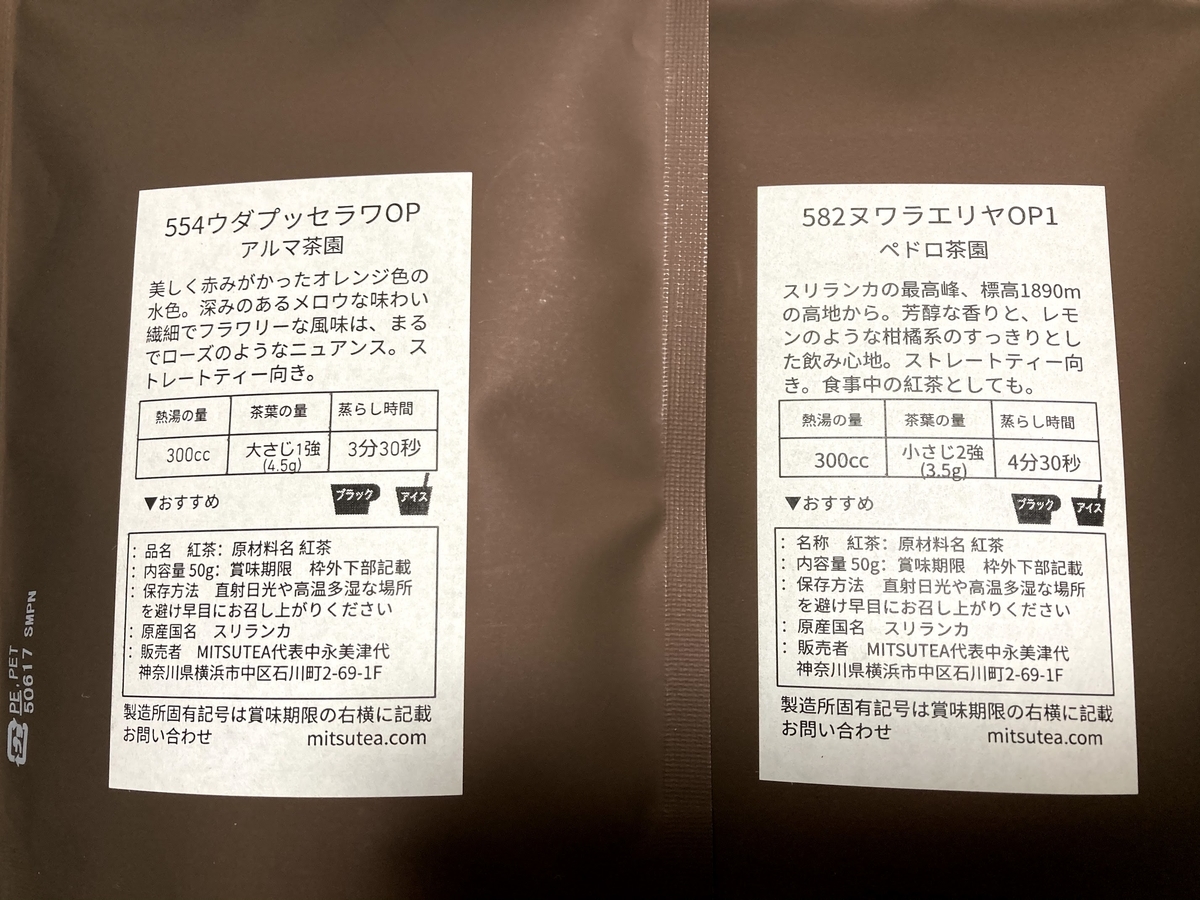 554ウダプッセラワOP
アルマ茶園
美しく赤みがかったオレンジ色の
水色。深みのあるメロウな味わい
繊細でフラワリーな風味は、まる
でローズのようなニュアンス。ス
トレートティー向き。
熱湯の量 茶葉の量 蒸らし時間
300cc 大さじ1強 3分30秒
(4.5g)
▼おすすめ ブラック アイス
: 品名 紅茶: 原材料名 紅茶
: 内容量 50g: 賞味期限 枠外下部記載
: 保存方法 直射日光や高温多湿な場所
を避け早目にお召し上がりください
: 原産国名 スリランカ
: 販売者 MITSUTEA代表中永美津代
神奈川県横浜市中区石川町2-69-1F
製造所固有記号は賞味期限の右横に記載
お問い合わせ mitsutea.com
PE.PET
50617 SMPN
582ヌワラエリヤOP1
ペドロ茶園
スリランカの最高峰、標高1890m
の高地から。芳醇な香りと、レモ
ンのような柑橘系のすっきりとし
た飲み心地。ストレートティー向
き。食事中の紅茶としても。
熱湯の量 茶葉の量 蒸らし時間
300cc 小さじ2強 4分30秒
(3.5g)
▼おすすめ ブラック アイス
: 名称 紅茶: 原材料名 紅茶
: 内容量 50g: 賞味期限 枠外下部記載
: 保存方法 直射日光や高温多湿な場所
を避け早目にお召し上がりください
: 原産国名 スリランカ
: 販売者 MITSUTEA代表中永美津代
神奈川県横浜市中区石川町2-69-1F
製造所固有記号は賞味期限の右横に記載
お問い合わせ mitsutea.com